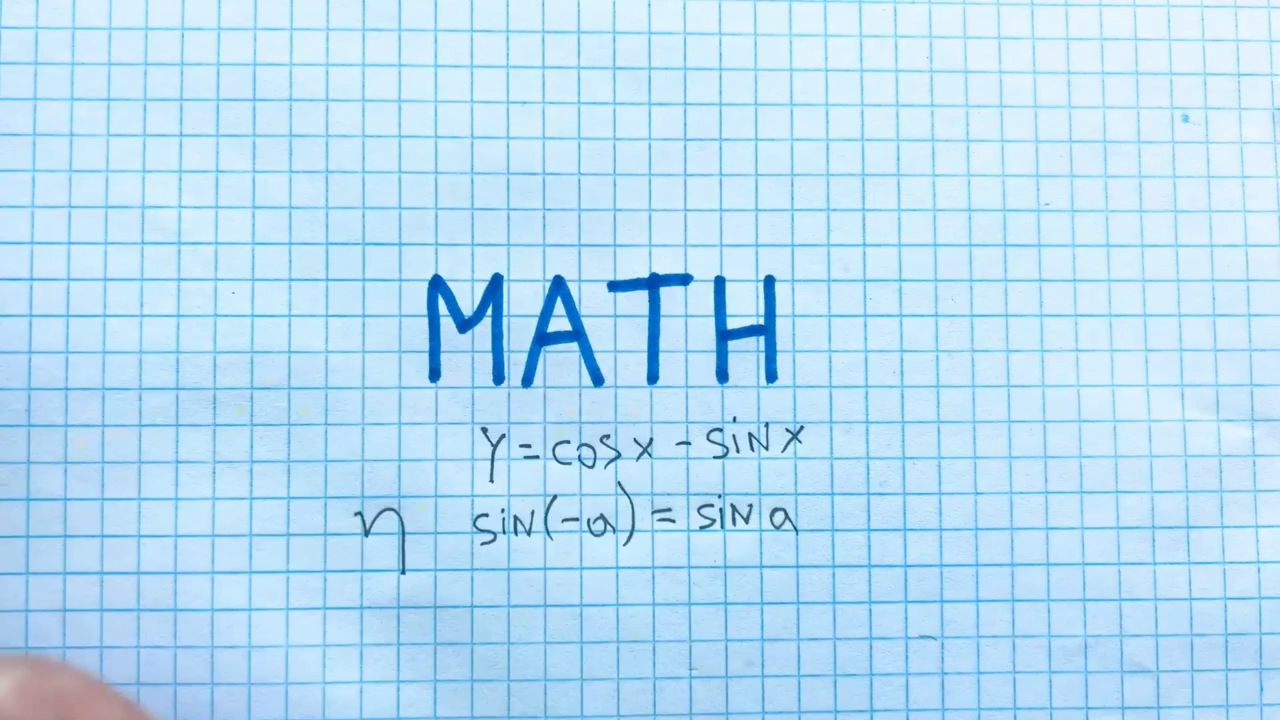 MATH
y = cos x - sin x
η sin(-a) = sin a